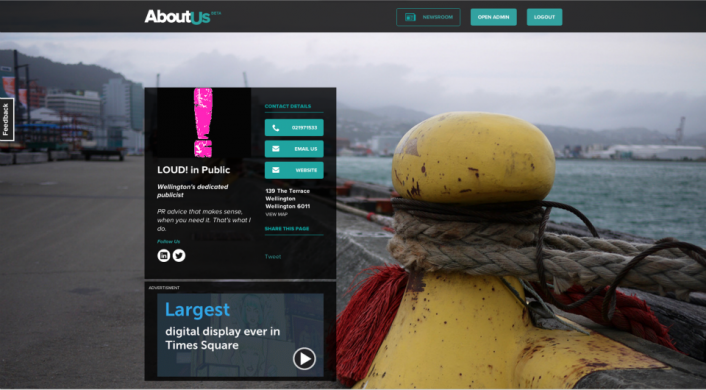 AboutUs BETA
NEWSROOM
OPEN ADMIN
LOGOUT
Feedback
LOUD! in Public
Wellington's dedicated
publicist
PR advice that makes sense,
when you need it. That's what I
do.
Follow Us
CONTACT DETAILS
021971533
EMAIL US
WEBSITE
139 The Terrace
Wellington
Wellington 6011
VIEW MAP
SHARE THIS PAGE
Tweet
ADVERTISMENT
Largest
digital display ever in
Times Square